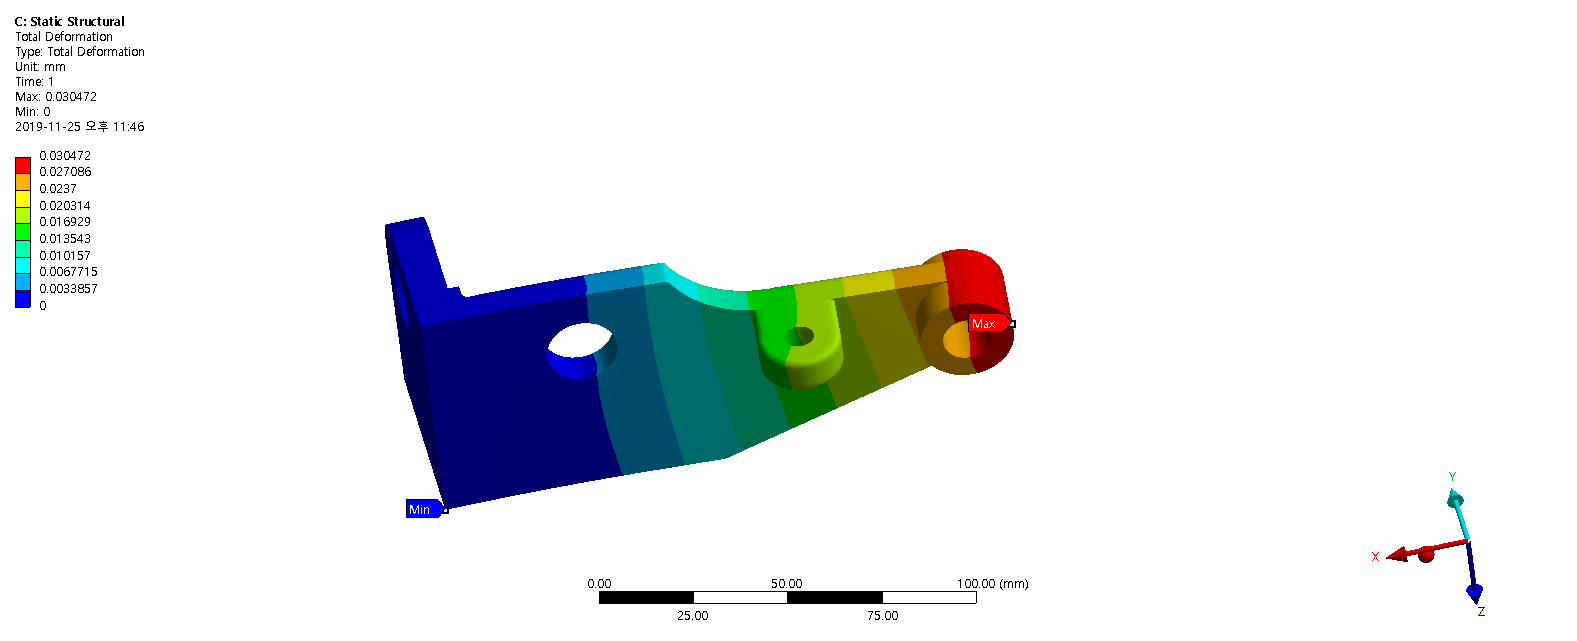 C: Static Structural
Total Deformation
Type: Total Deformation
Unit: mm
Time: 1
Max: 0.030472
Min: 0
2019-11-25 오후 11:46
0.030472
0.027086
0.0237
0.020314
0.016929
0.013543
0.010157
0.0067715
0.0033857
0
Max
Min
Y
X
Z
0.00 50.00 100.00 (mm)
25.00 75.00